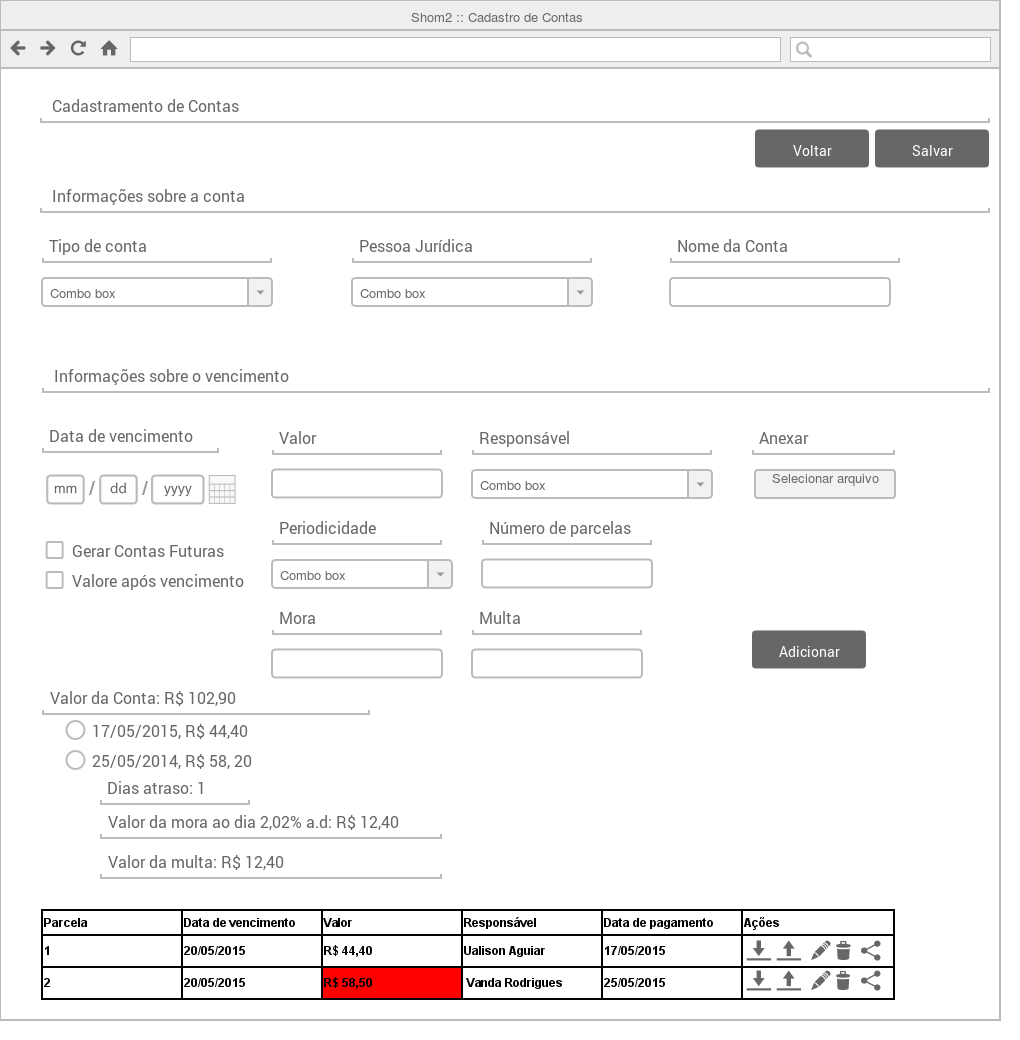 Shom2 :: Cadastro de Contas
Cadastramento de Contas
Voltar Salvar
Informações sobre a conta
Tipo de conta Pessoa Jurídica Nome da Conta
Combo box Combo box
Informações sobre o vencimento
Data de vencimento Valor Responsável Anexar
mm / dd / yyyy Combo box Selecionar arquivo
Periodicidade Número de parcelas
Gerar Contas Futuras
Combo box
Valore após vencimento
Mora Multa
Adicionar
Valor da Conta: R$ 102,90
17/05/2015, R$ 44,40
25/05/2014, R$ 58, 20
Dias atraso: 1
Valor da mora ao dia 2,02% a.d: R$ 12,40
Valor da multa: R$ 12,40
Parcela Data de vencimento Valor Responsável Data de pagamento Ações
1 20/05/2015 R$ 44,40 Ualison Aguiar 17/05/2015
2 20/05/2015 R$ 58,50 Vanda Rodrigues 25/05/2015